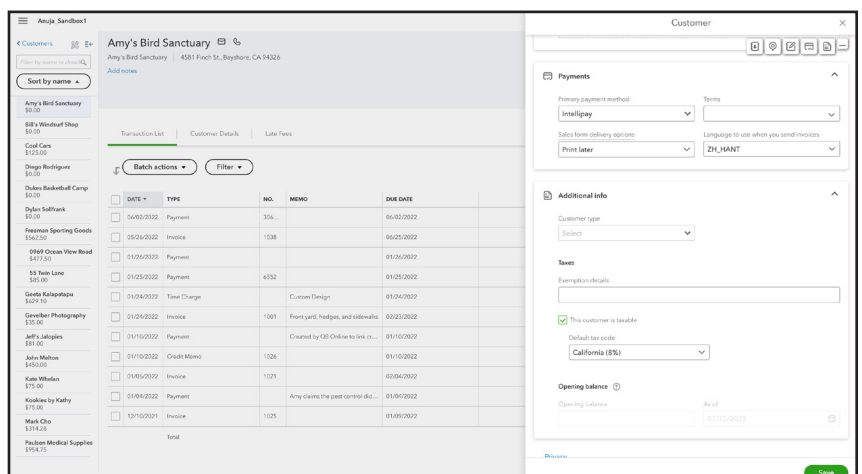 Anuja_Sandbox1
Customers
Filter by name or detail
Sort by name
Amy's Bird Sanctuary
$0.00
Bill's Windsurf Shop
$0.00
Cool Cars
$125.00
Diego Rodriguez
$0.00
Dukes Basketball Camp
$0.00
Dylan Sollfrank
$0.00
Freeman Sporting Goods
$562.50
0969 Ocean View Road
$477.50
55 Twin Lane
$85.00
Geeta Kalapatapu
$629.10
Gevelber Photography
$35.00
Jeff's Jalopies
$81.00
John Melton
$450.00
Kate Whelan
$75.00
Kookies by Kathy
$75.00
Mark Cho
$314.28
Paulsen Medical Supplies
$954.75
Amy's Bird Sanctuary
Amy's Bird Sanctuary | 4581 Finch St., Bayshore, CA 94326
Add notes
Transaction List Customer Details Late Fees
Batch actions Filter
DATE TYPE NO. MEMO DUE DATE
06/02/2022 Payment 306... 06/02/2022
05/26/2022 Invoice 1038 06/25/2022
01/26/2022 Payment 01/26/2022
01/25/2022 Payment 6552 01/25/2022
01/24/2022 Time Charge Custom Design 01/24/2022
01/24/2022 Invoice 1001 Front yard, hedges, and sidewalks 02/23/2022
01/10/2022 Payment Created by QB Online to link cr... 01/10/2022
01/10/2022 Credit Memo 1026 01/10/2022
01/05/2022 Invoice 1021 02/04/2022
01/04/2022 Payment Amy claims the pest control did... 01/04/2022
12/10/2021 Invoice 1025 01/09/2022
Total
Customer
Payments
Primary payment method Terms
Intellipay
Sales form delivery options Language to use when you send invoices
Print later ZH_HANT
Additional info
Customer type
Select
Taxes
Exemption details
This customer is taxable
Default tax code
California (8%)
Opening balance
Opening balance As of
Privacy
Save